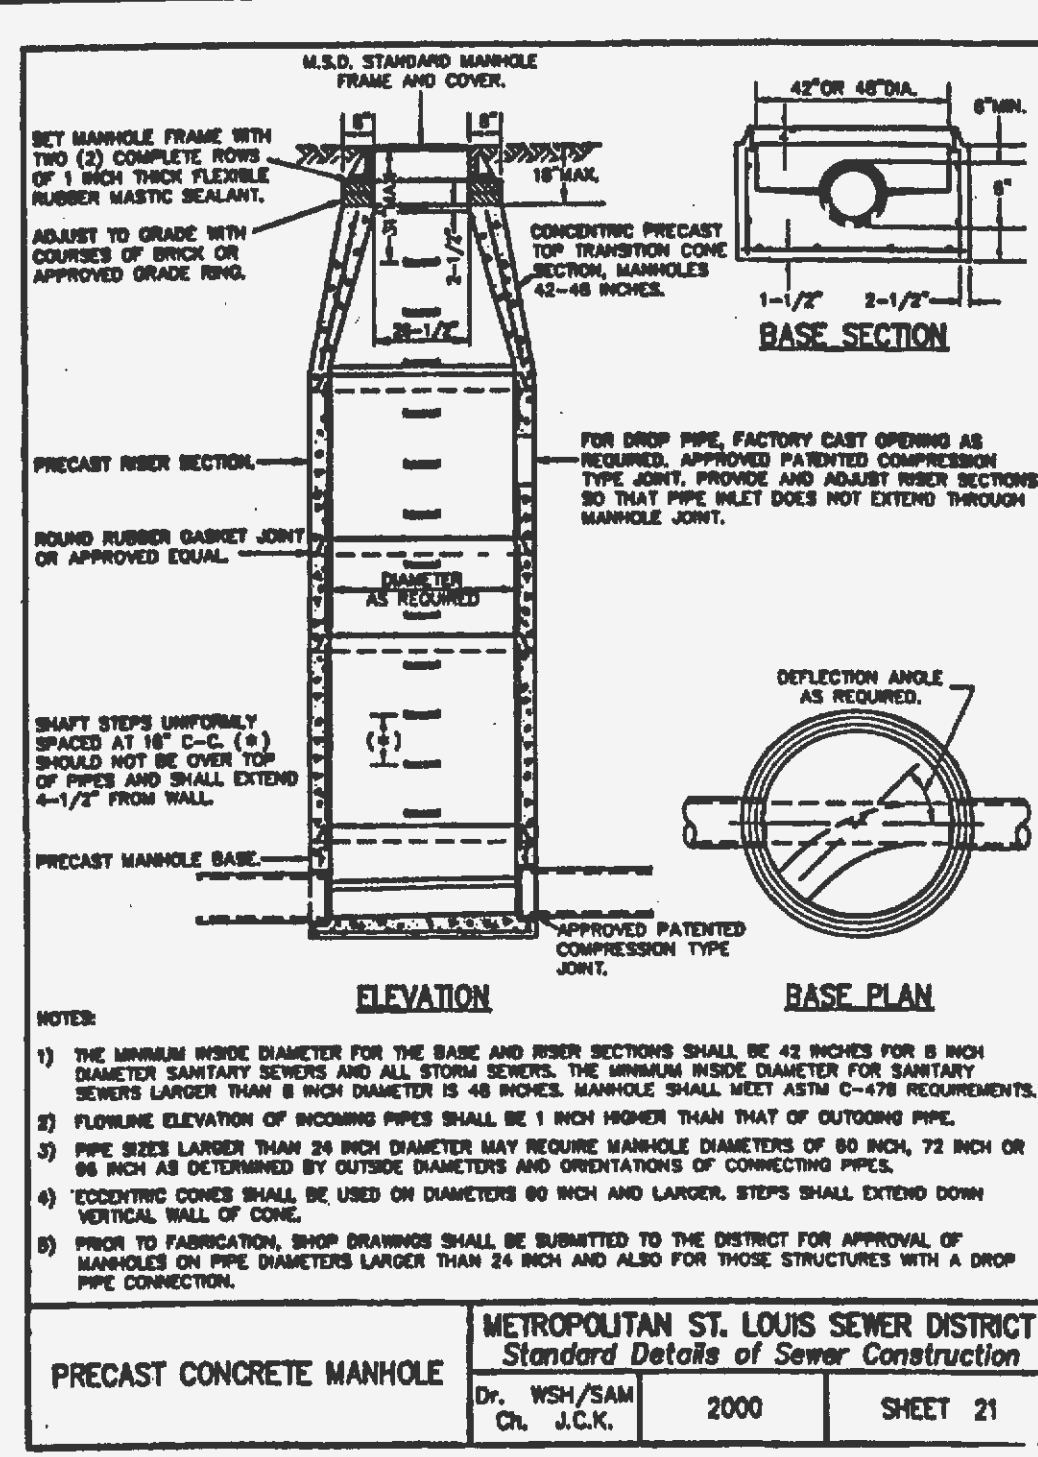 M.S.D. STANDARD MANHOLE
FRAME AND COVER.
SET MANHOLE FRAME WITH
TWO (2) COMPLETE ROWS
OF 1 INCH THICK FLEXIBLE
RUBBER MASTIC SEALANT.
ADJUST TO GRADE WITH
COURSES OF BRICK OR
APPROVED GRADE RING.
MAX.
2-1/2"
CONCENTRIC PRECAST
TOP TRANSITION CONE
SECTION, MANHOLES
42-48 INCHES.
42" OR 48" DIA.
6" MIN.
1-1/2"
2-1/2"
BASE SECTION
PRECAST RISER SECTION.
FOR DROP PIPE, FACTORY CAST OPENING AS
REQUIRED. APPROVED PATENTED COMPRESSION
TYPE JOINT. PROVIDE AND ADJUST RISER SECTIONS
SO THAT PIPE INLET DOES NOT EXTEND THROUGH
MANHOLE JOINT.
ROUND RUBBER GASKET JOINT
OR APPROVED EQUAL.
DIAMETER
AS REQUIRED
SHAFT STEPS UNIFORMLY
SPACED AT C-C. (*)
SHOULD NOT BE OVER TOP
OF PIPES AND SHALL EXTEND
4-1/2" FROM WALL.
(*)
DEFLECTION ANGLE
AS REQUIRED.
PRECAST MANHOLE BASE.
APPROVED PATENTED
COMPRESSION TYPE
JOINT.
ELEVATION
BASE PLAN
NOTES:
1) THE MINIMUM INSIDE DIAMETER FOR THE BASE AND RISER SECTIONS SHALL BE 42 INCHES FOR INCH
DIAMETER SANITARY SEWERS AND ALL STORM SEWERS. THE MINIMUM INSIDE DIAMETER FOR SANITARY
SEWERS LARGER THAN INCH DIAMETER IS 48 INCHES. MANHOLE SHALL MEET ASTM C-478 REQUIREMENTS.
2) FLOWLINE ELEVATION OF INCOMING PIPES SHALL BE 1 INCH HIGHER THAN THAT OF OUTGOING PIPE.
3) PIPE SIZES LARGER THAN 24 INCH DIAMETER MAY REQUIRE MANHOLE DIAMETERS OF 60 INCH, 72 INCH OR
96 INCH AS DETERMINED BY OUTSIDE DIAMETERS AND ORIENTATIONS OF CONNECTING PIPES.
4) ECCENTRIC CONES SHALL BE USED ON DIAMETERS 60 INCH AND LARGER. STEPS SHALL EXTEND DOWN
VERTICAL WALL OF CONE.
5) PRIOR TO FABRICATION, SHOP DRAWINGS SHALL BE SUBMITTED TO THE DISTRICT FOR APPROVAL OF
MANHOLES ON PIPE DIAMETERS LARGER THAN 24 INCH AND ALSO FOR THOSE STRUCTURES WITH A DROP
PIPE CONNECTION.
PRECAST CONCRETE MANHOLE
METROPOLITAN ST. LOUIS SEWER DISTRICT
Standard Details of Sewer Construction
Dr. WSH/SAM
Ch. J.C.K.
2000
SHEET 21